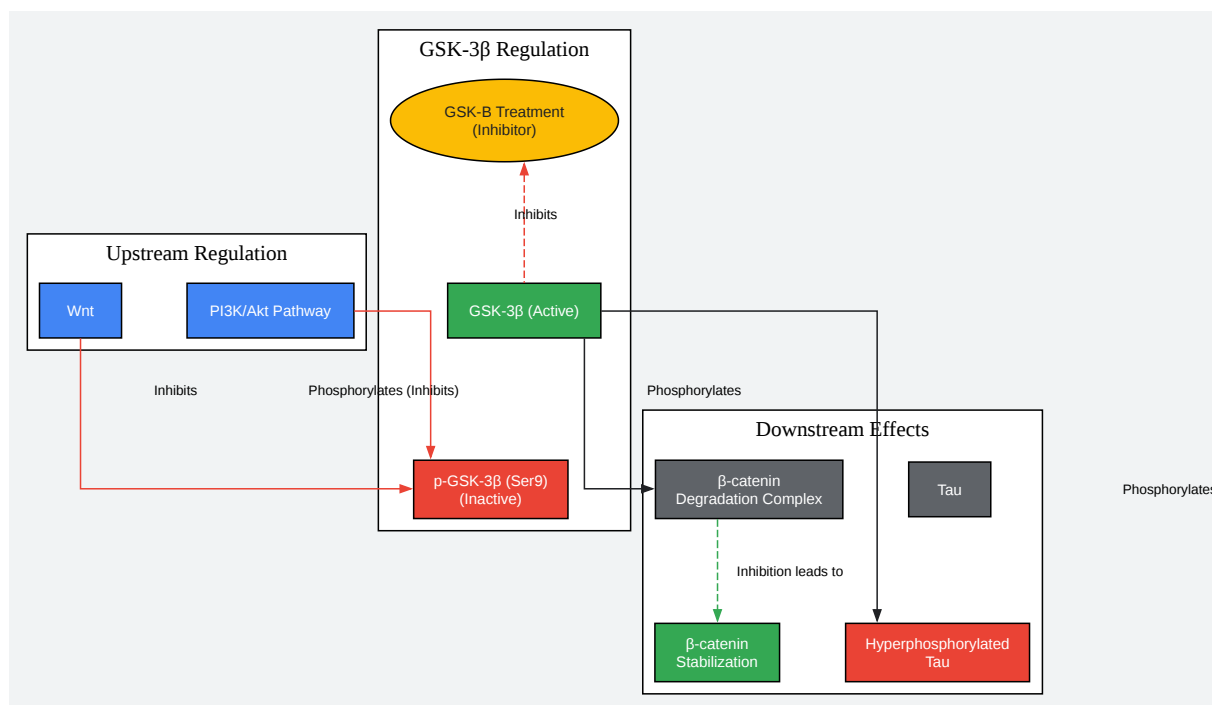 GSK-3β Regulation
GSK-B Treatment
(Inhibitor)
Inhibits
Upstream Regulation
Wnt
PI3K/Akt Pathway
GSK-3β (Active)
Inhibits
Phosphorylates (Inhibits)
Phosphorylates
Downstream Effects
p-GSK-3β (Ser9)
(Inactive)
β-catenin
Degradation Complex
Tau
Phosphorylates
Inhibition leads to
β-catenin
Stabilization
Hyperphosphorylated
Tau